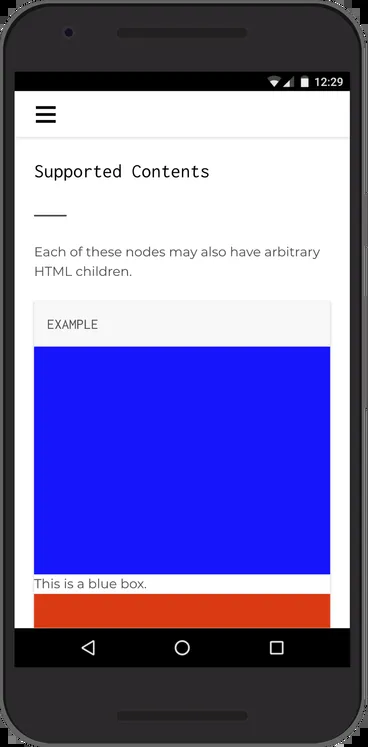 12:29
Supported Contents
Each of these nodes may also have arbitrary
HTML children.
EXAMPLE
This is a blue box.